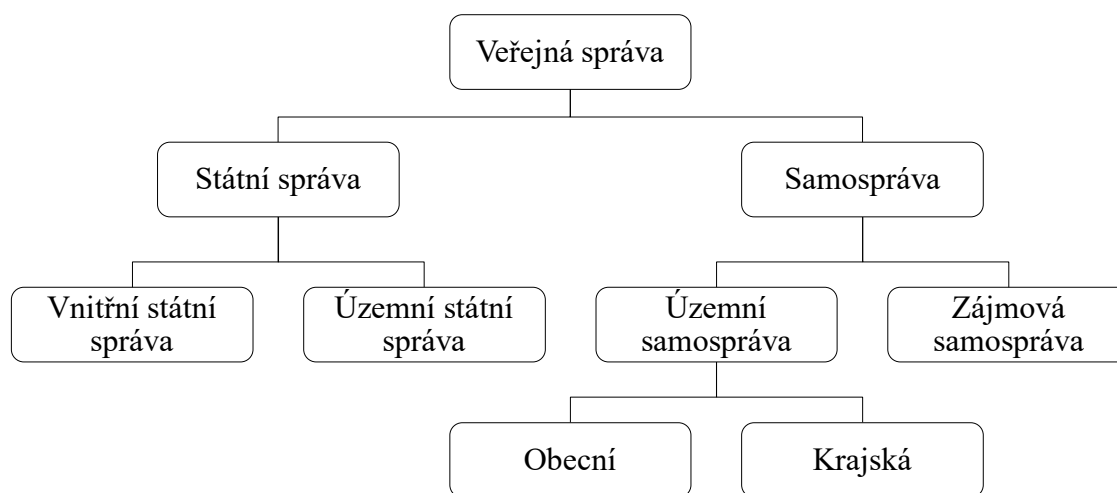 Veřejná správa
Státní správa
Samospráva
Vnitřní státní
správa
Územní státní
správa
Územní
samospráva
Zájmová
samospráva
Obecní
Krajská